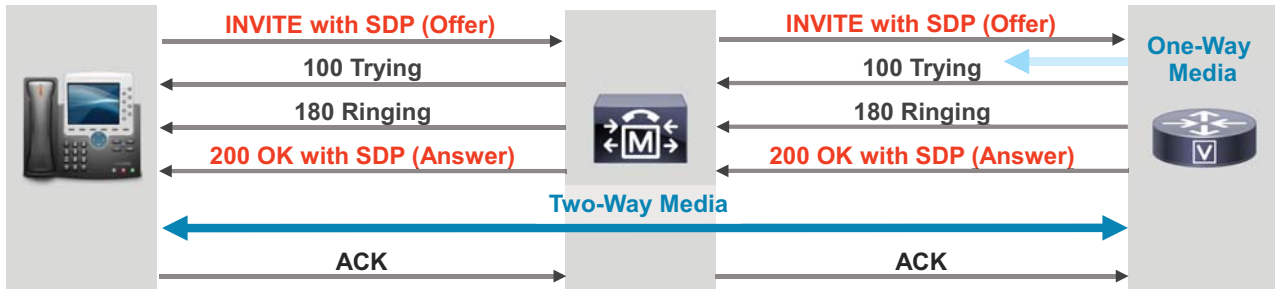 INVITE with SDP (Offer)
100 Trying
180 Ringing
200 OK with SDP (Answer)
M
INVITE with SDP (Offer)
100 Trying
180 Ringing
200 OK with SDP (Answer)
One-Way
Media
V
Two-Way Media
ACK
ACK